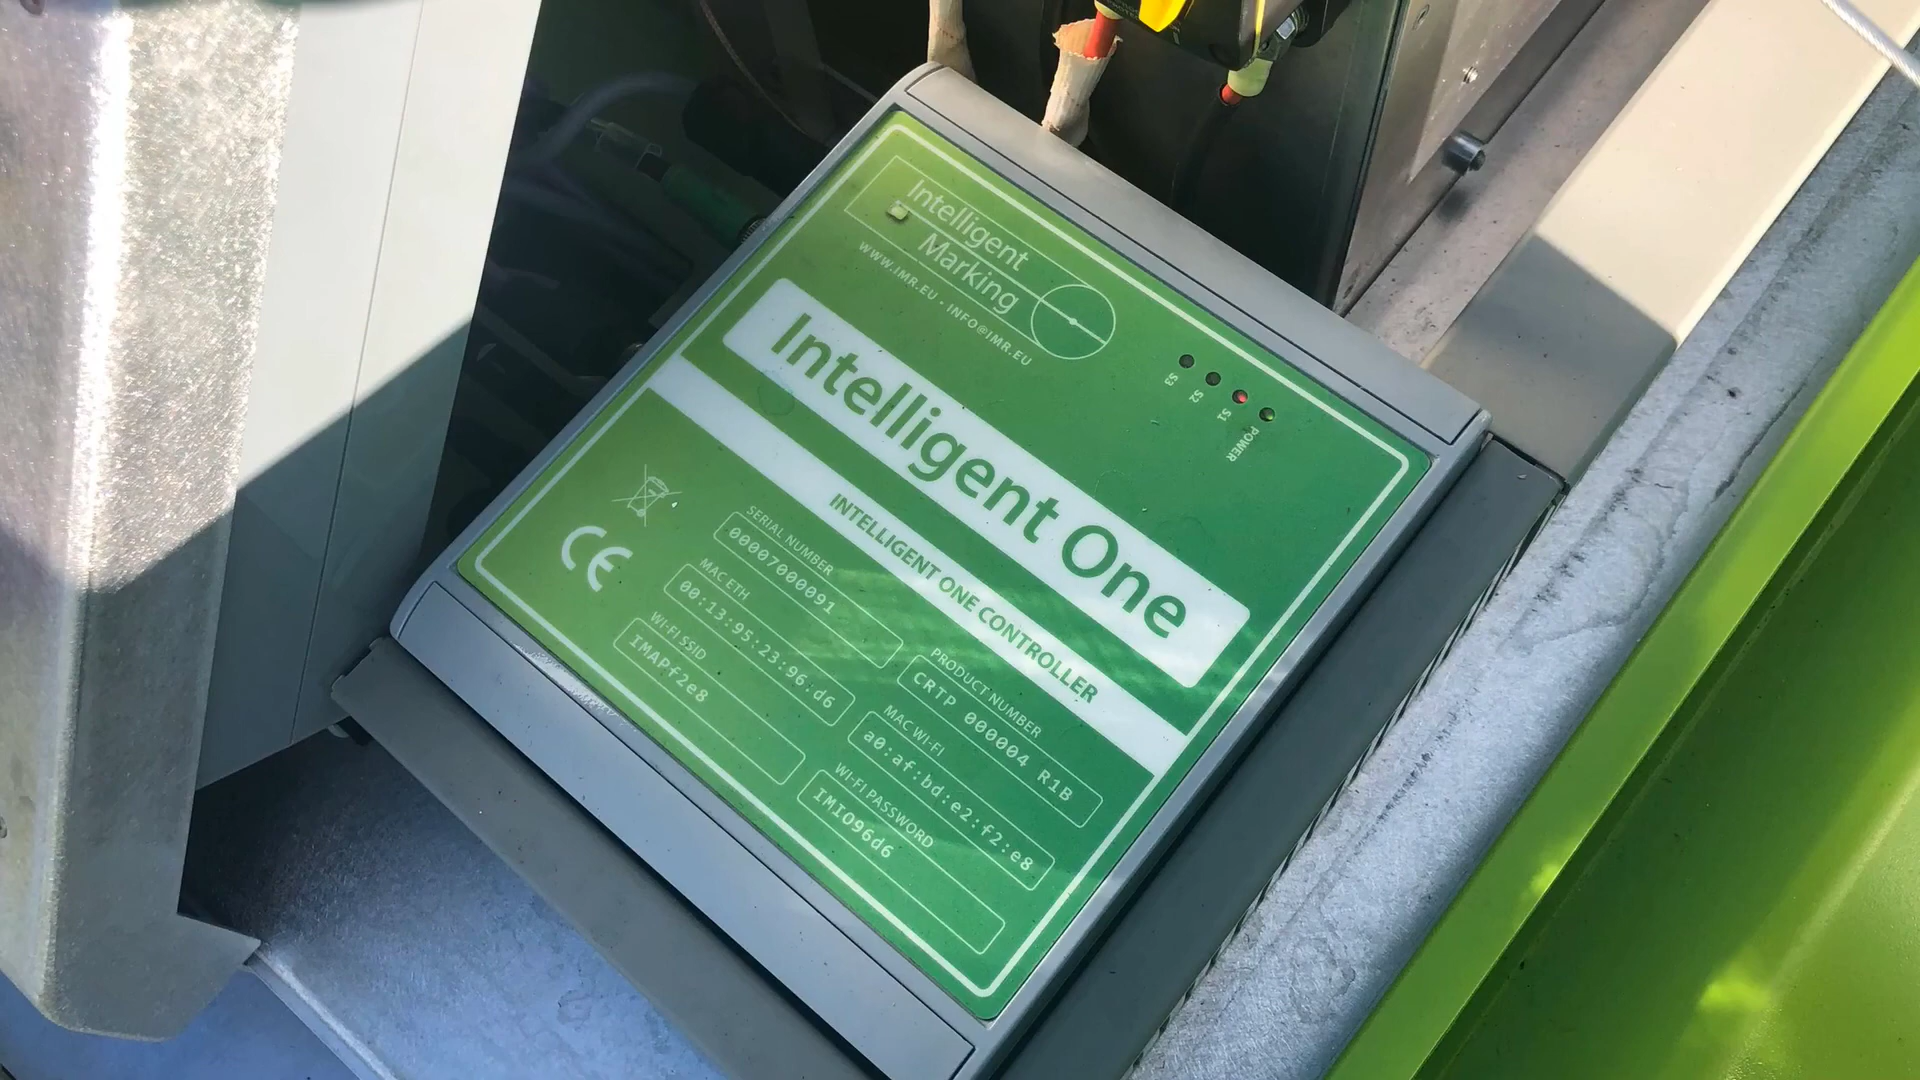 Intelligent
Marking
WWW.IMR.EU - INFO@IMR.EU
S3
S2
S1
POWER
Intelligent One
INTELLIGENT ONE CONTROLLER
SERIAL NUMBER
0000700091
PRODUCT NUMBER
CRTP 000004 R1B
MAC ETH
00:13:95:23:96:d6
MAC WI-FI
a0:af:bd:e2:f2:e8
WI-FI SSID
IMAPf2e8
WI-FI PASSWORD
IMIO96d6
CE